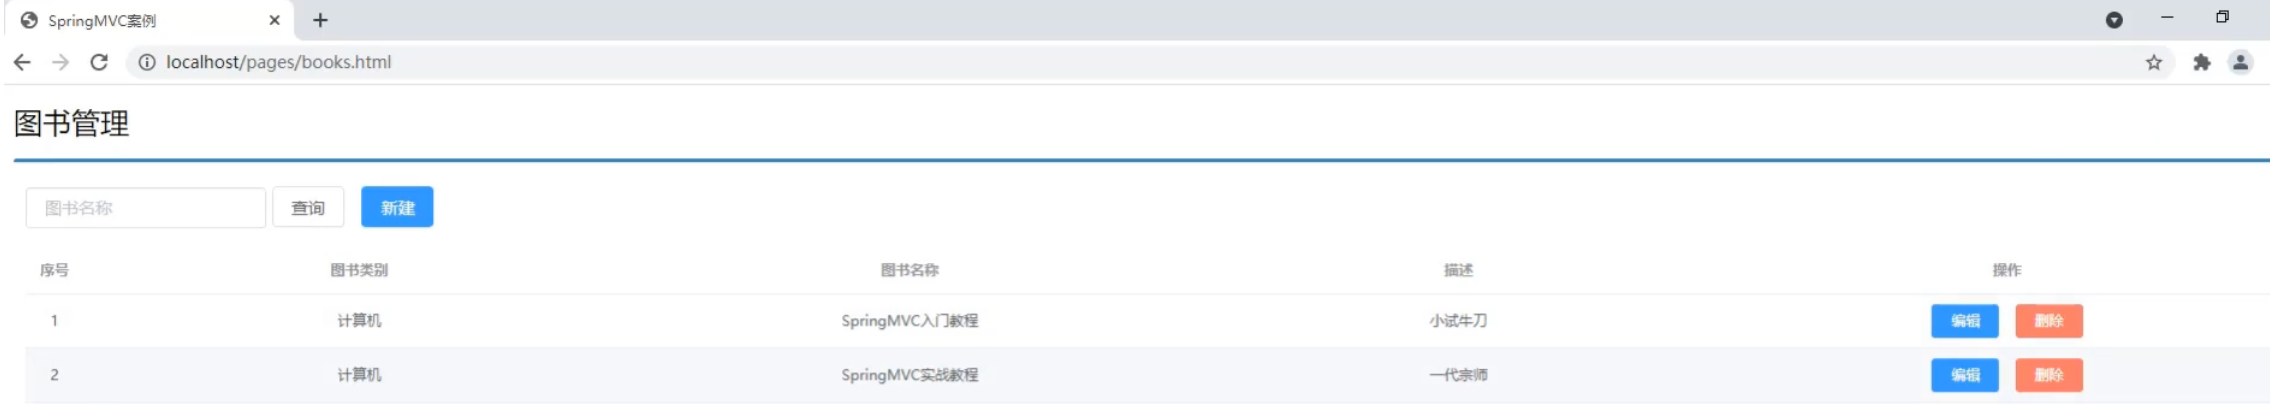 SpringMVC案例
localhost/pages/books.html
图书管理
图书名称 查询 新建
序号 图书类别 图书名称 描述 操作
1 计算机 SpringMVC入门教程 小试牛刀 编辑 删除
2 计算机 SpringMVC实战教程 一代宗师 编辑 删除